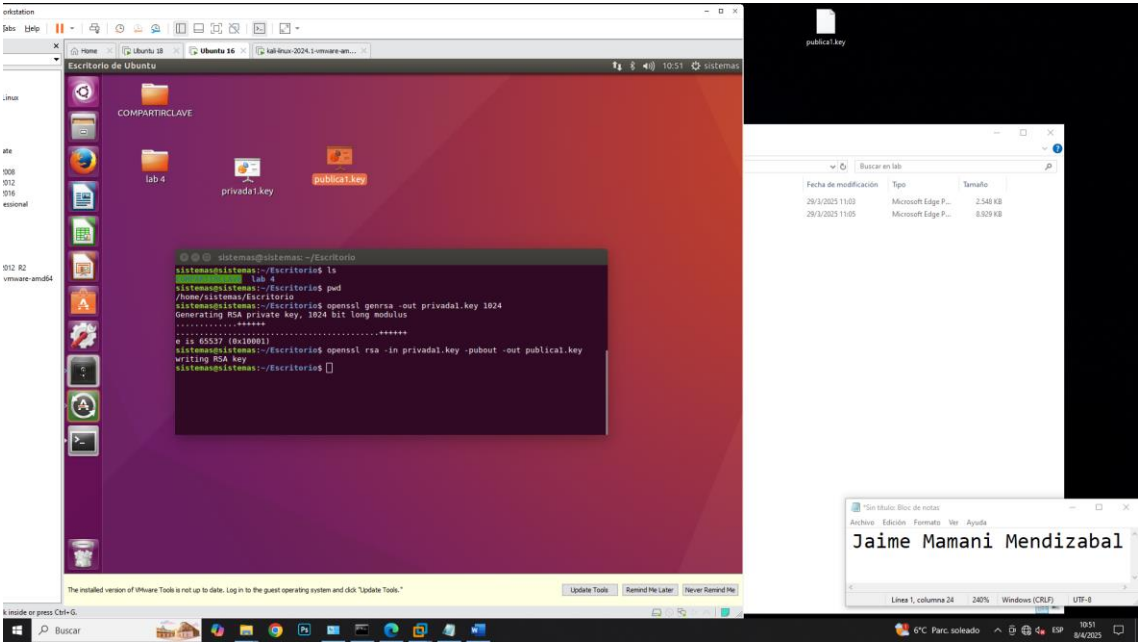 orkstation
Tabs Help
Home Ubuntu 18 Ubuntu 16 kali-linux-2024.1-vmware-am...
Escritorio de Ubuntu 10:51 sistemas
Linux
ate
2008
2012
2016
essional
2012 R2
vmware-amd64
COMPARTIRCLAVE
lab 4
privada1.key
publica1.key
sistemas@sistemas: ~/Escritorio
sistemas@sistemas:~/Escritorio$ ls
COMPARTIRCLAVE lab 4
sistemas@sistemas:~/Escritorio$ pwd
/home/sistemas/Escritorio
sistemas@sistemas:~/Escritorio$ openssl genrsa -out privada1.key 1024
Generating RSA private key, 1024 bit long modulus
.............++++++
..........................................++++++
e is 65537 (0x10001)
sistemas@sistemas:~/Escritorio$ openssl rsa -in privada1.key -pubout -out publica1.key
writing RSA key
sistemas@sistemas:~/Escritorio$
The installed version of VMware Tools is not up to date. Log in to the guest operating system and click "Update Tools."
Update Tools Remind Me Later Never Remind Me
k inside or press Ctrl+G.
publica1.key
Buscar en lab
Fecha de modificación Tipo Tamaño
29/3/2025 11:03 Microsoft Edge P... 2.548 KB
29/3/2025 11:05 Microsoft Edge P... 8.929 KB
*Sin título: Bloc de notas
Archivo Edición Formato Ver Ayuda
Jaime Mamani Mendizabal
Línea 1, columna 24 240% Windows (CRLF) UTF-8
Buscar
6°C Parc. soleado ESP 10:51
8/4/2025